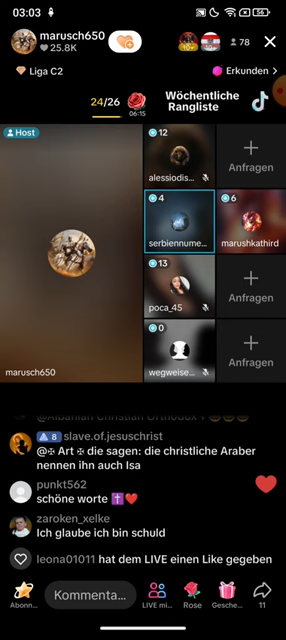 03:03
56
marusch650
25.8K
10+
10+
78
Liga C2
Erkunden >
24/26
06:15
Wöchentliche
Rangliste
Host
marusch650
12
alessiodis...
Anfragen
4
serbiennume...
6
marushkathird
13
poca_45
Anfragen
0
wegweise...
Anfragen
8 slave.of.jesuschrist
@✠ Art ✠ die sagen: die christliche Araber
nennen ihn auch Isa
punkt562
schöne worte ✝️❤️
zaroken_xelke
Ich glaube ich bin schuld
leona01011 hat dem LIVE einen Like gegeben
Abonn...
Kommenta...
LIVE mi...
Rose
Gesche...
11